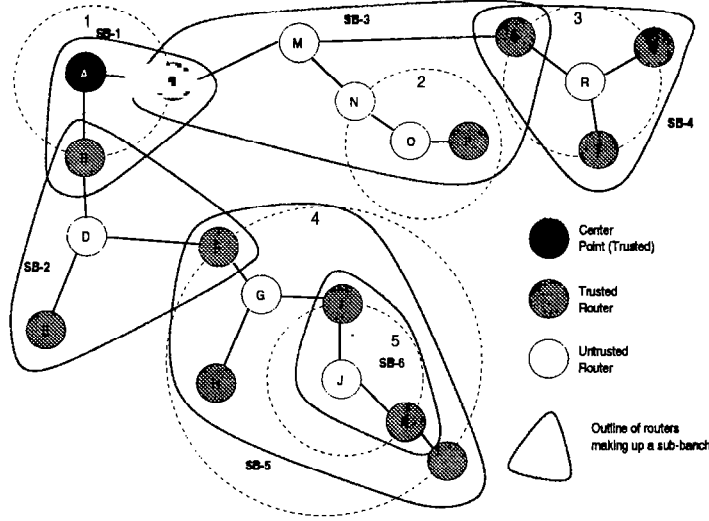 1
SB-1
A
B
SB-3
M
N
O
P
2
3
R
SB-4
D
SB-2
E
4
G
H
5
SB-6
J
SB-5
Center
Point (Trusted)
Trusted
Router
Untrusted
Router
Outline of routers
making up a sub-banch